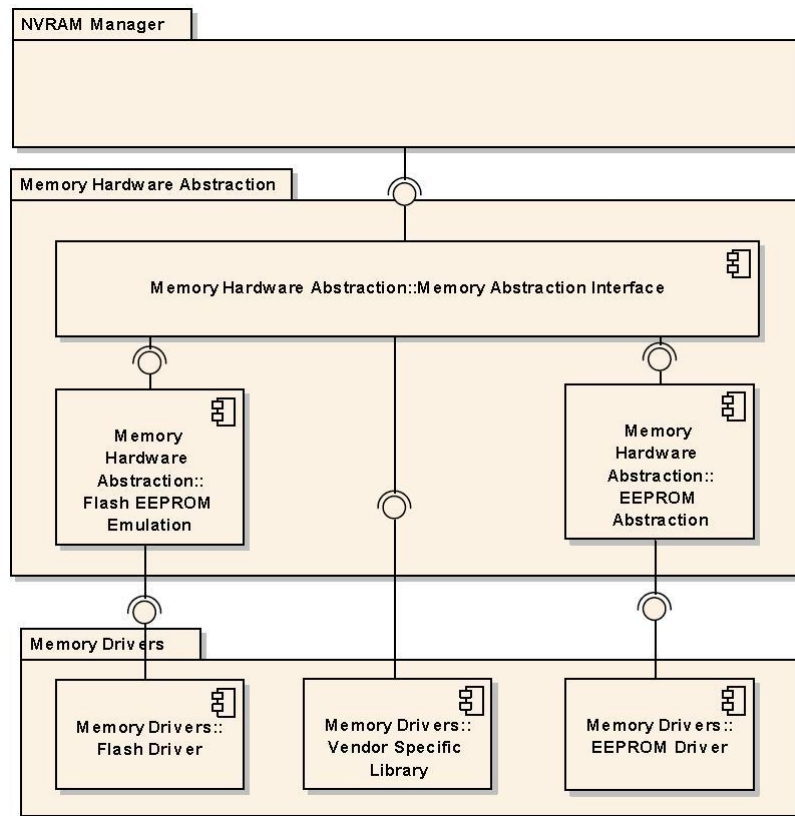 NVRAM Manager
Memory Hardware Abstraction
Memory Hardware Abstraction::Memory Abstraction Interface
Memory
Hardware
Abstraction::
Flash EEPROM
Emulation
Memory
Hardware
Abstraction::
EEPROM
Abstraction
Memory Drivers
Memory Drivers::
Flash Driver
Memory Drivers::
Vendor Specific
Library
Memory Drivers::
EEPROM Driver